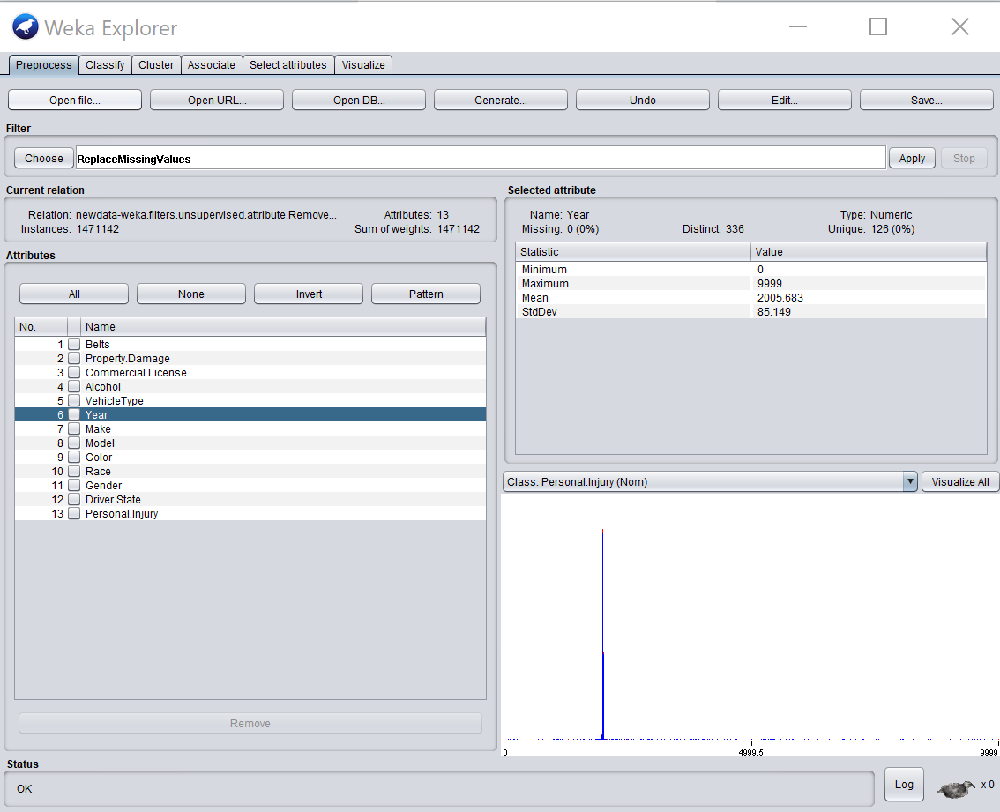 Weka Explorer
Preprocess Classify Cluster Associate Select attributes Visualize
Open file... Open URL... Open DB... Generate... Undo Edit... Save...
Filter
Choose ReplaceMissingValues Apply Stop
Current relation
Relation: newdata-weka.filters.unsupervised.attribute.Remove... Attributes: 13
Instances: 1471142 Sum of weights: 1471142
Attributes
All None Invert Pattern
No. Name
1 Belts
2 Property.Damage
3 Commercial.License
4 Alcohol
5 VehicleType
6 Year
7 Make
8 Model
9 Color
10 Race
11 Gender
12 Driver.State
13 Personal.Injury
Remove
Selected attribute
Name: Year Type: Numeric
Missing: 0 (0%) Distinct: 336 Unique: 126 (0%)
Statistic Value
Minimum 0
Maximum 9999
Mean 2005.683
StdDev 85.149
Class: Personal.Injury (Nom) Visualize All
0 4999.5 9999
Status
OK Log x 0